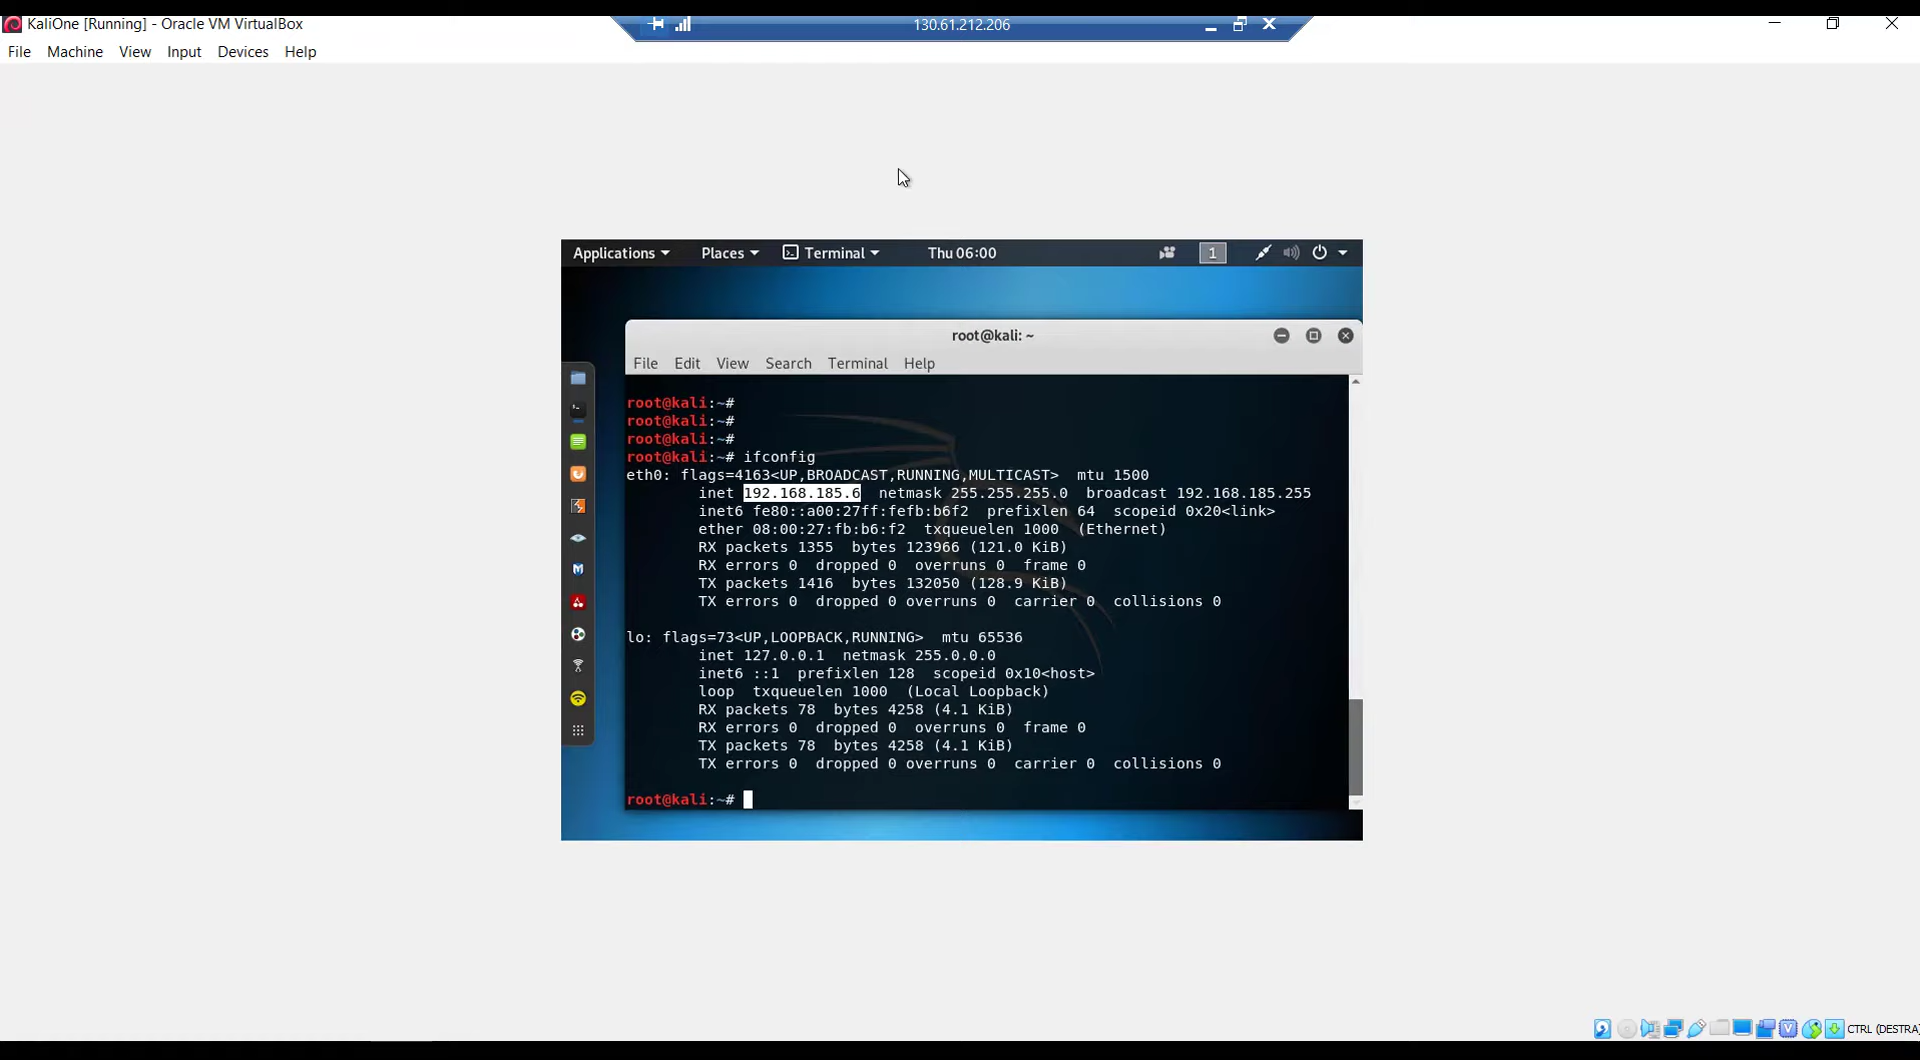 KaliOne [Running] - Oracle VM VirtualBox
130.61.212.206
File Machine View Input Devices Help
Applications Places Terminal Thu 06:00 1
root@kali: ~
File Edit View Search Terminal Help
root@kali:~#
root@kali:~#
root@kali:~#
root@kali:~# ifconfig
eth0: flags=4163<UP,BROADCAST,RUNNING,MULTICAST>  mtu 1500
        inet 192.168.185.6  netmask 255.255.255.0  broadcast 192.168.185.255
        inet6 fe80::a00:27ff:fefb:b6f2  prefixlen 64  scopeid 0x20<link>
        ether 08:00:27:fb:b6:f2  txqueuelen 1000  (Ethernet)
        RX packets 1355  bytes 123966 (121.0 KiB)
        RX errors 0  dropped 0  overruns 0  frame 0
        TX packets 1416  bytes 132050 (128.9 KiB)
        TX errors 0  dropped 0 overruns 0  carrier 0  collisions 0
lo: flags=73<UP,LOOPBACK,RUNNING>  mtu 65536
        inet 127.0.0.1  netmask 255.0.0.0
        inet6 ::1  prefixlen 128  scopeid 0x10<host>
        loop  txqueuelen 1000  (Local Loopback)
        RX packets 78  bytes 4258 (4.1 KiB)
        RX errors 0  dropped 0  overruns 0  frame 0
        TX packets 78  bytes 4258 (4.1 KiB)
        TX errors 0  dropped 0 overruns 0  carrier 0  collisions 0
root@kali:~#
CTRL (DESTRA